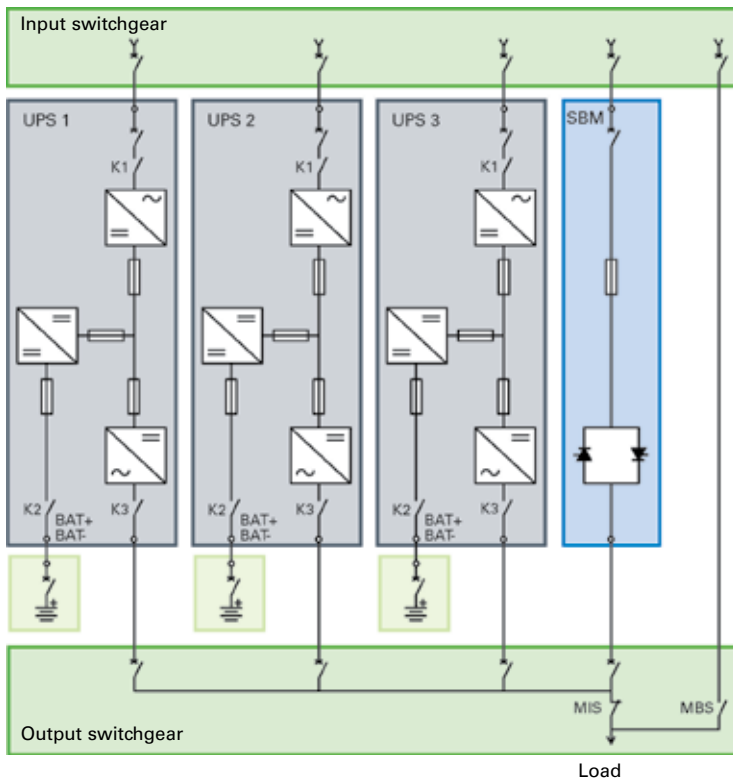 Input switchgear
UPS 1
UPS 2
UPS 3
SBM
K1
K1
K1
K2
BAT+
BAT-
K3
K2
BAT+
BAT-
K3
K2
BAT+
BAT-
K3
MIS
MBS
Output switchgear
Load